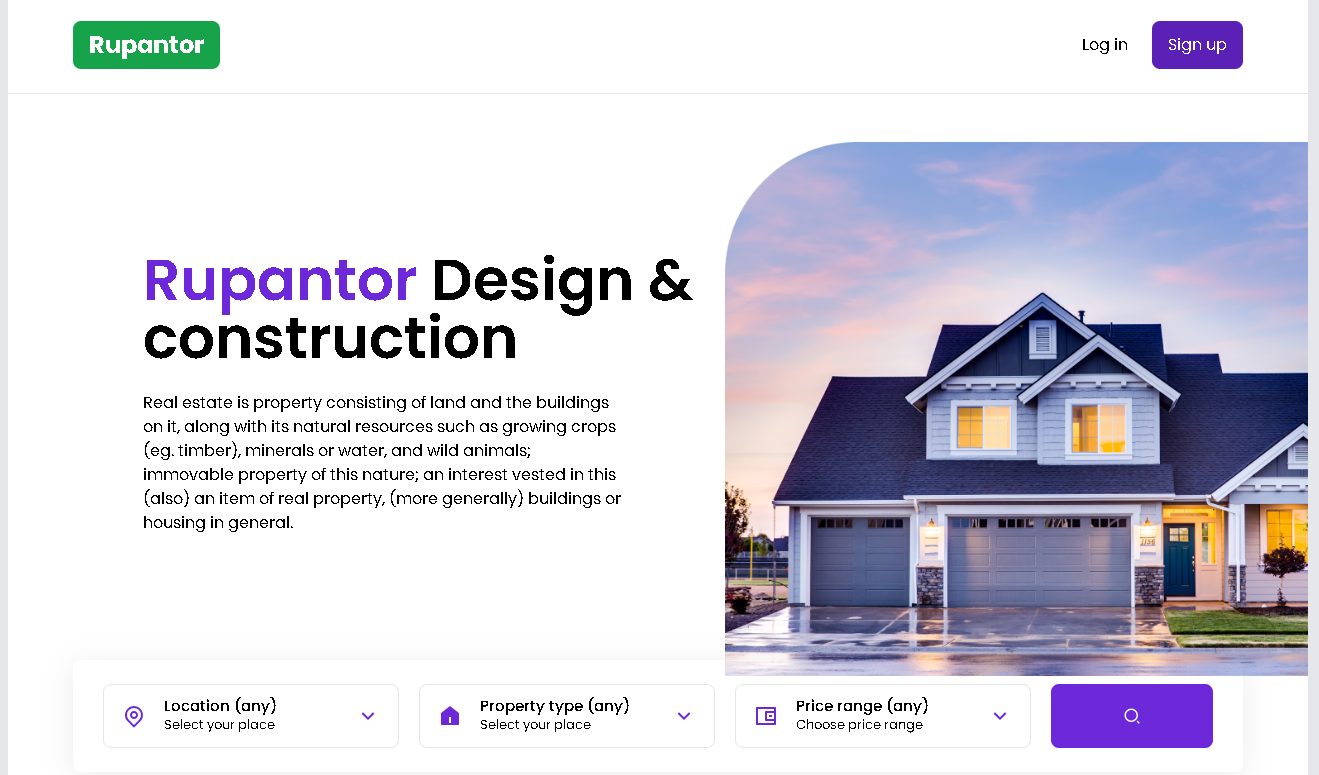 Rupantor
Log in
Sign up
Rupantor Design &
construction
Real estate is property consisting of land and the buildings
on it, along with its natural resources such as growing crops
(eg. timber), minerals or water, and wild animals;
immovable property of this nature; an interest vested in this
(also) an item of real property, (more generally) buildings or
housing in general.
Location (any)
Select your place
Property type (any)
Select your place
Price range (any)
Choose price range